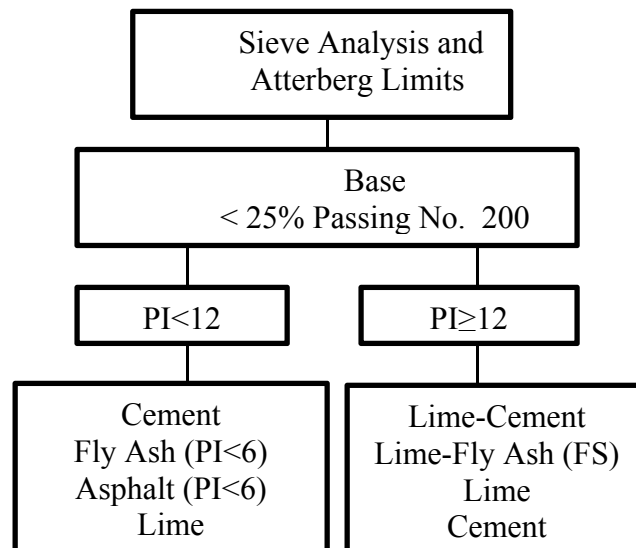 Sieve Analysis and
Atterberg Limits
Base
< 25% Passing No. 200
PI<12
PI≥12
Cement
Fly Ash (PI<6)
Asphalt (PI<6)
Lime
Lime-Cement
Lime-Fly Ash (FS)
Lime
Cement